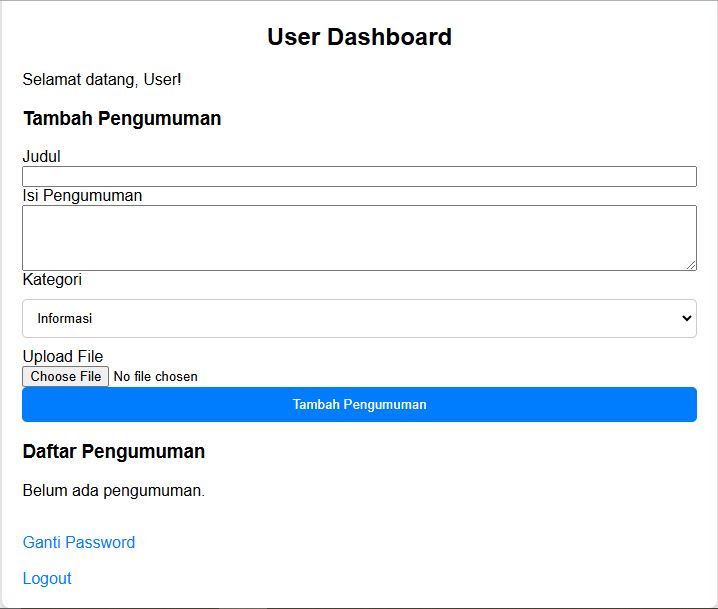 User Dashboard
Selamat datang, User!
Tambah Pengumuman
Judul
Isi Pengumuman
Kategori
Informasi
Upload File
Choose File No file chosen
Tambah Pengumuman
Daftar Pengumuman
Belum ada pengumuman.
Ganti Password
Logout